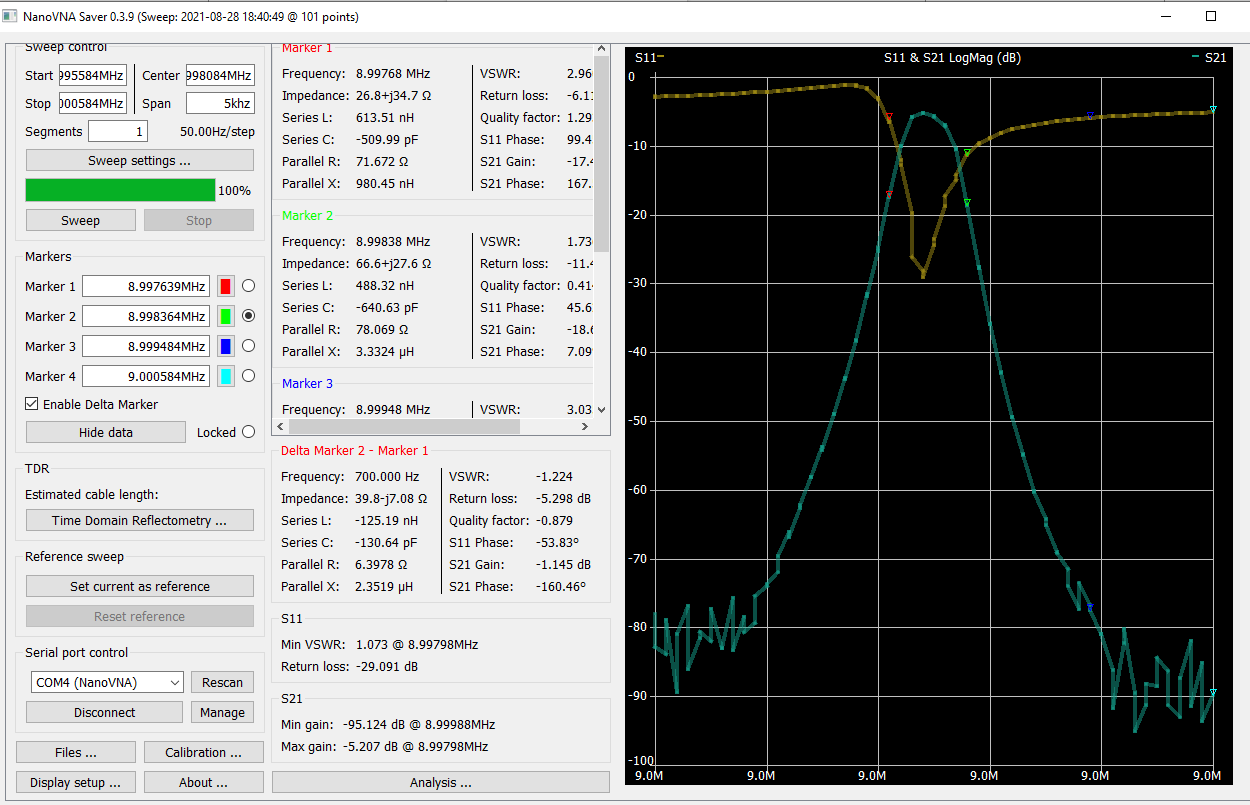 NanoVNA Saver 0.3.9 (Sweep: 2021-08-28 18:40:49 @ 101 points)
Sweep control
Start 995584MHz Center 998084MHz
Stop 000584MHz Span 5khz
Segments 1 50.00Hz/step
Sweep settings ...
100%
Sweep Stop
Markers
Marker 1 8.997639MHz
Marker 2 8.998364MHz
Marker 3 8.999484MHz
Marker 4 9.000584MHz
Enable Delta Marker
Hide data Locked
TDR
Estimated cable length:
Time Domain Reflectometry ...
Reference sweep
Set current as reference
Reset reference
Serial port control
COM4 (NanoVNA) Rescan
Disconnect Manage
Files ... Calibration ...
Display setup ... About ...
Marker 1
Frequency: 8.99768 MHz VSWR: 2.96
Impedance: 26.8+j34.7 Ω Return loss: -6.11
Series L: 613.51 nH Quality factor: 1.29
Series C: -509.99 pF S11 Phase: 99.4
Parallel R: 71.672 Ω S21 Gain: -17.4
Parallel X: 980.45 nH S21 Phase: 167.
Marker 2
Frequency: 8.99838 MHz VSWR: 1.73
Impedance: 66.6+j27.6 Ω Return loss: -11.4
Series L: 488.32 nH Quality factor: 0.41
Series C: -640.63 pF S11 Phase: 45.6
Parallel R: 78.069 Ω S21 Gain: -18.6
Parallel X: 3.3324 µH S21 Phase: 7.09
Marker 3
Frequency: 8.99948 MHz VSWR: 3.03
Delta Marker 2 - Marker 1
Frequency: 700.000 Hz VSWR: -1.224
Impedance: 39.8-j7.08 Ω Return loss: -5.298 dB
Series L: -125.19 nH Quality factor: -0.879
Series C: -130.64 pF S11 Phase: -53.83°
Parallel R: 6.3978 Ω S21 Gain: -1.145 dB
Parallel X: 2.3519 µH S21 Phase: -160.46°
S11
Min VSWR: 1.073 @ 8.99798MHz
Return loss: -29.091 dB
S21
Min gain: -95.124 dB @ 8.99988MHz
Max gain: -5.207 dB @ 8.99798MHz
Analysis ...
S11 S11 & S21 LogMag (dB) S21
0
-10
-20
-30
-40
-50
-60
-70
-80
-90
-100
9.0M 9.0M 9.0M 9.0M 9.0M 9.0M